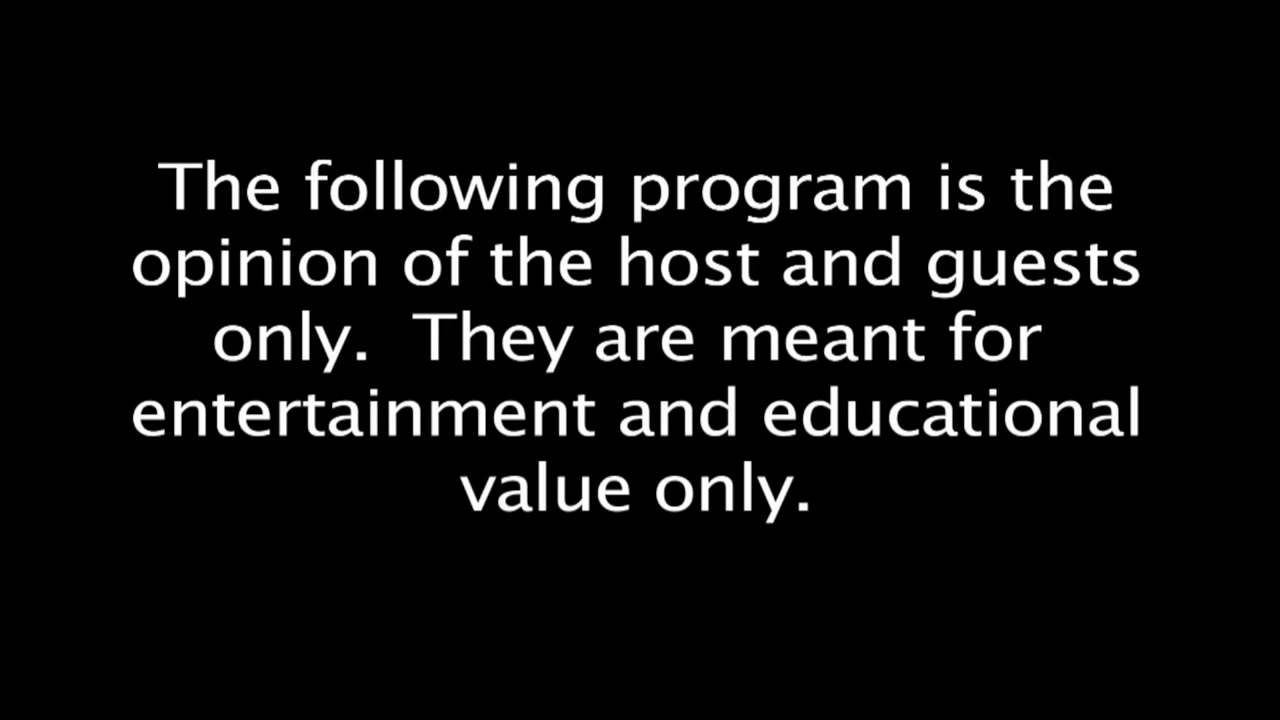 The following program is the
opinion of the host and guests
only.  They are meant for
entertainment and educational
value only.